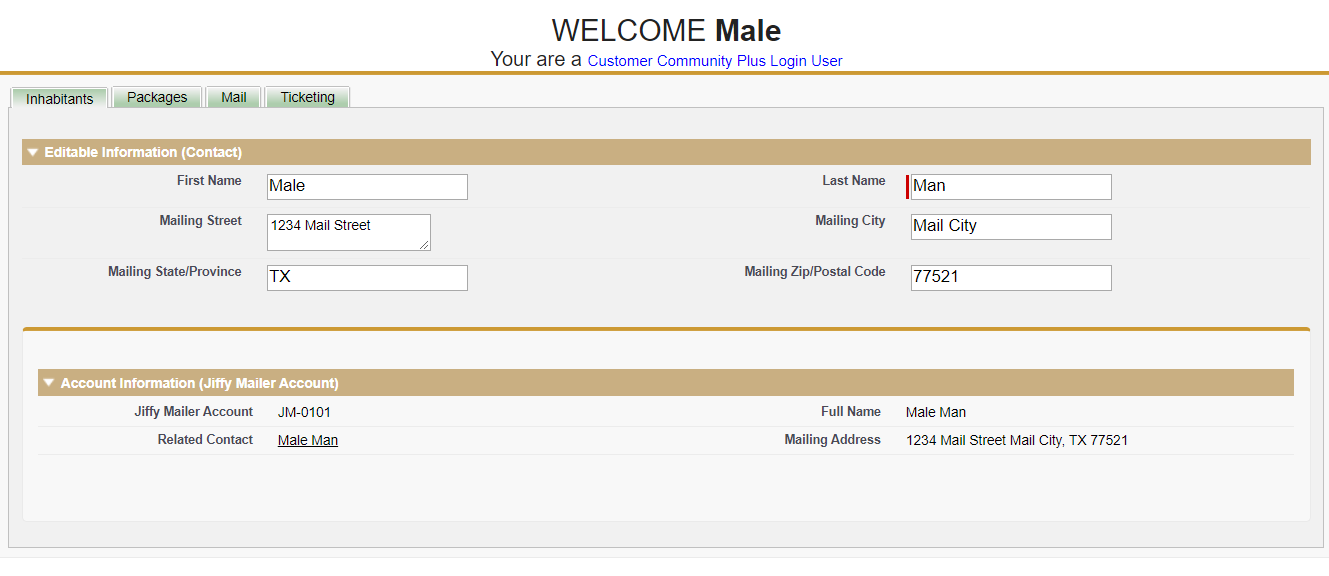 WELCOME Male
Your are a Customer Community Plus Login User
Inhabitants Packages Mail Ticketing
Editable Information (Contact)
First Name Male Last Name Man
Mailing Street 1234 Mail Street Mailing City Mail City
Mailing State/Province TX Mailing Zip/Postal Code 77521
Account Information (Jiffy Mailer Account)
Jiffy Mailer Account JM-0101 Full Name Male Man
Related Contact Male Man Mailing Address 1234 Mail Street Mail City, TX 77521